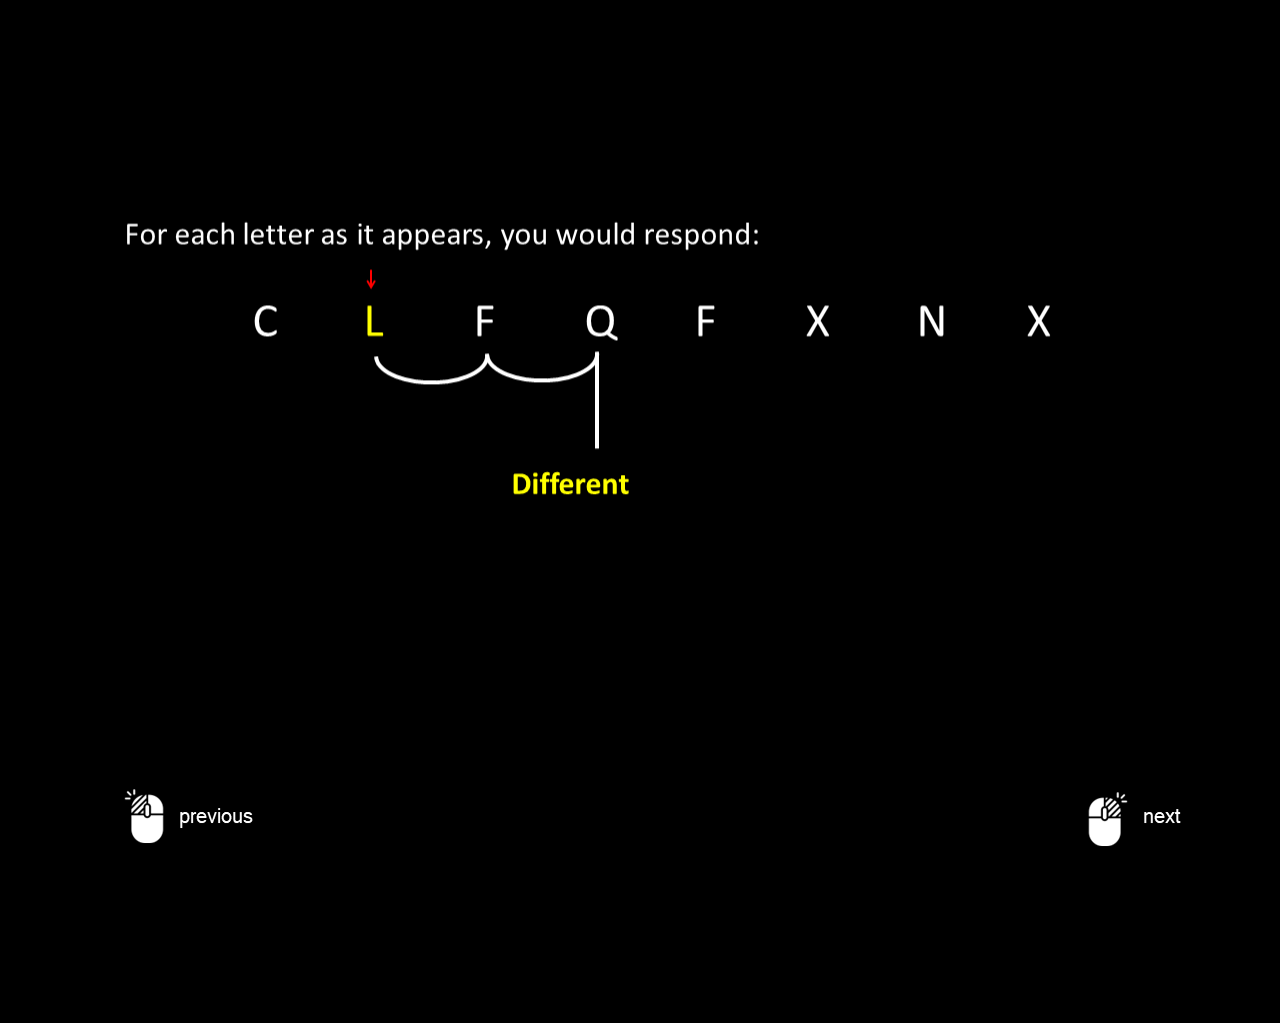 For each letter as it appears, you would respond:
C L F Q F X N X
Different
previous next